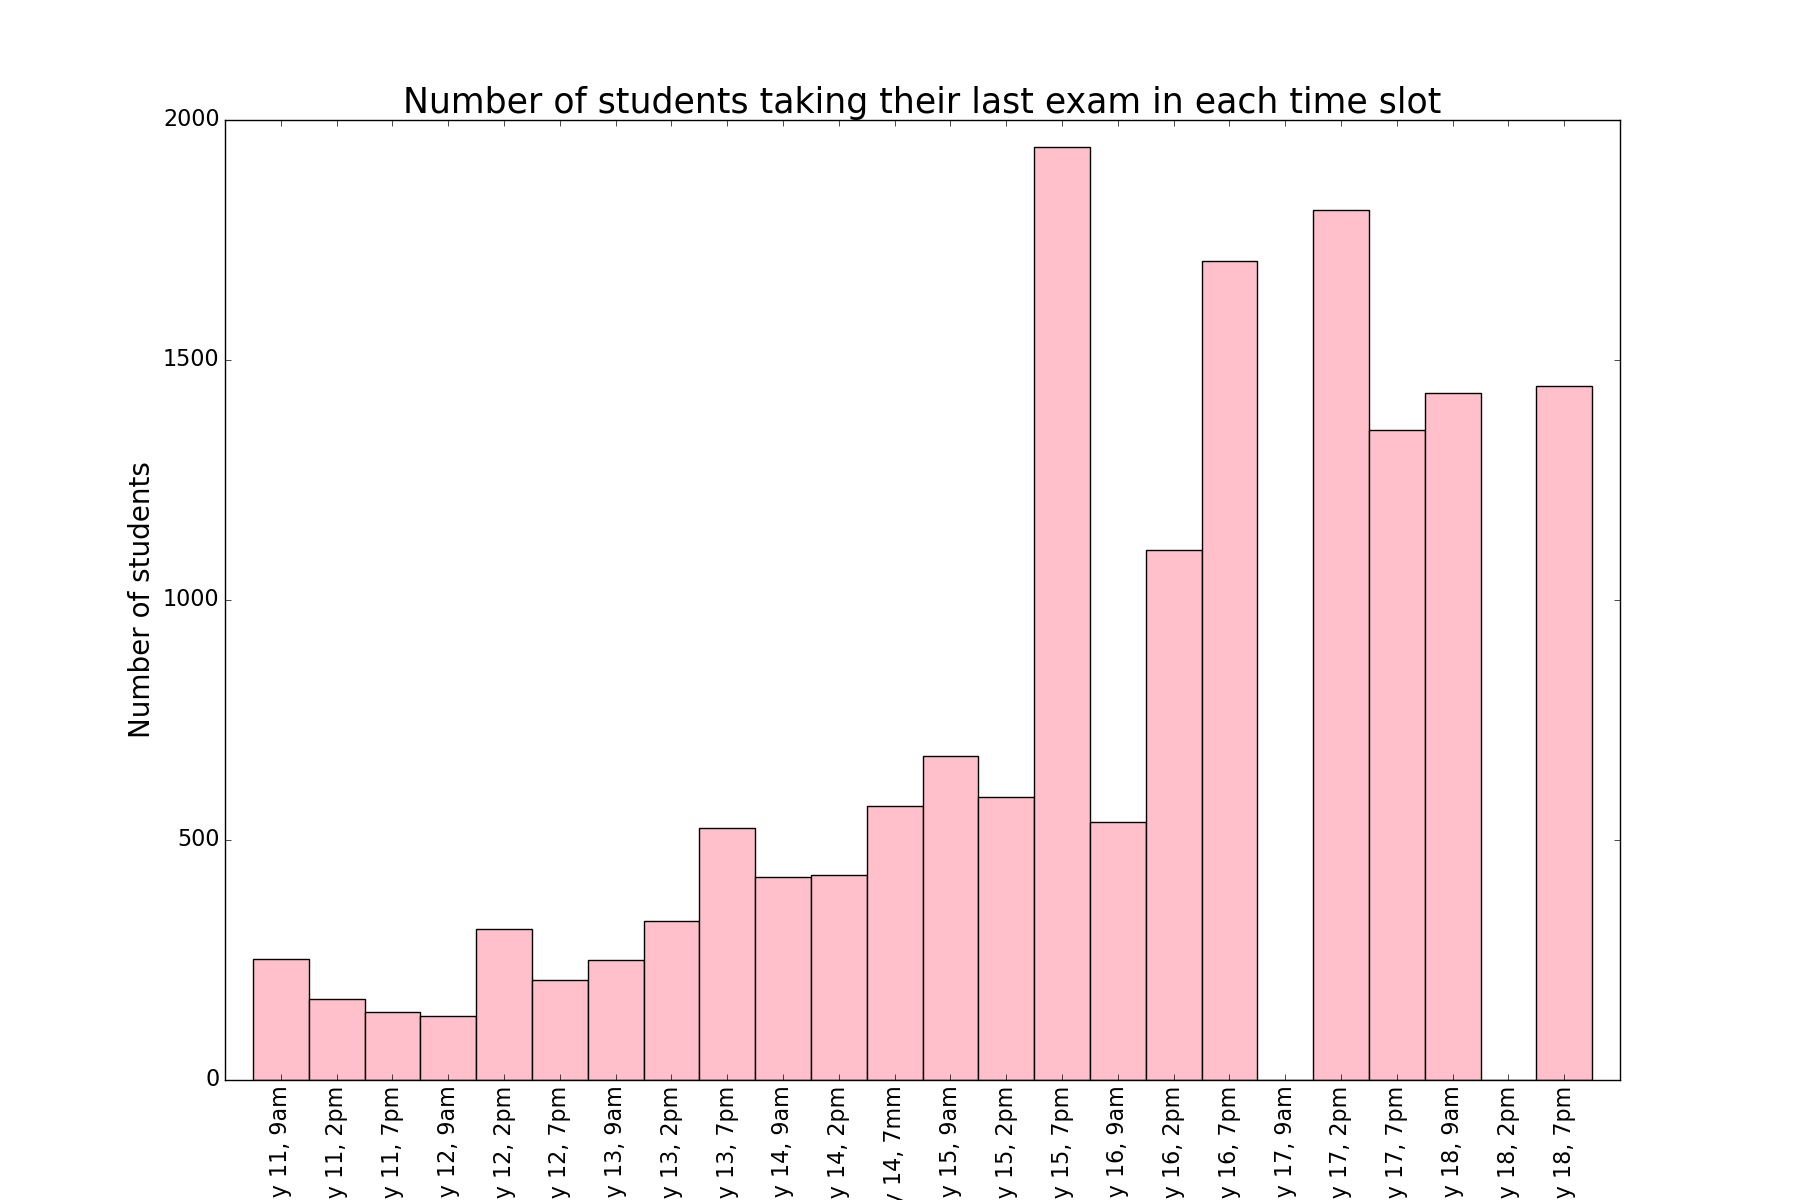 Number of students taking their last exam in each time slot
Number of students
2000
1500
1000
500
0
y 11, 9am
y 11, 2pm
y 11, 7pm
y 12, 9am
y 12, 2pm
y 12, 7pm
y 13, 9am
y 13, 2pm
y 13, 7pm
y 14, 9am
y 14, 2pm
y 14, 7mm
y 15, 9am
y 15, 2pm
y 15, 7pm
y 16, 9am
y 16, 2pm
y 16, 7pm
y 17, 9am
y 17, 2pm
y 17, 7pm
y 18, 9am
y 18, 2pm
y 18, 7pm